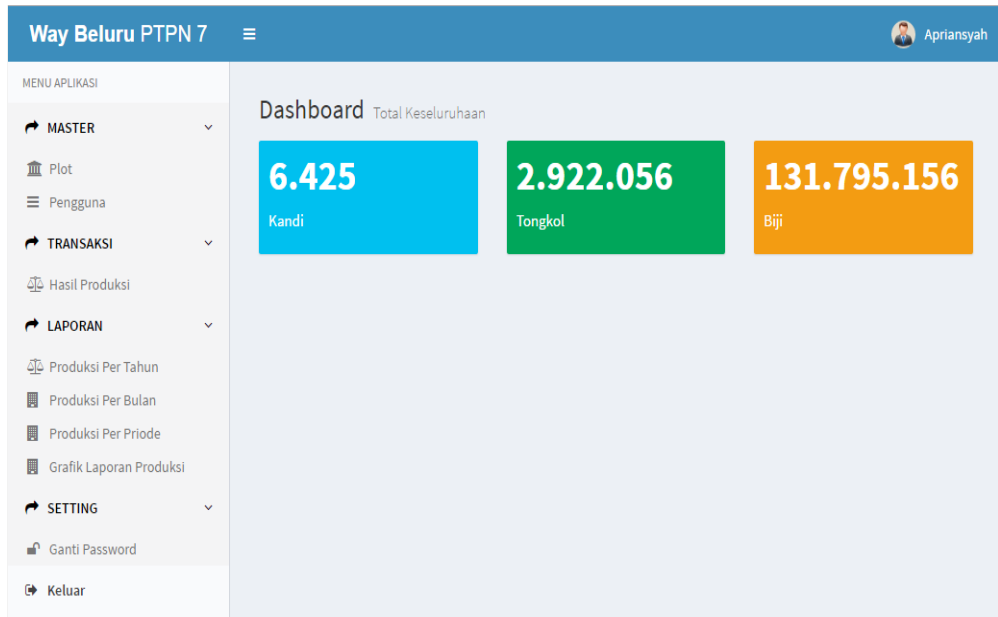 Way Beluru PTPN 7
Apriansyah
MENU APLIKASI
MASTER
Plot
Pengguna
TRANSAKSI
Hasil Produksi
LAPORAN
Produksi Per Tahun
Produksi Per Bulan
Produksi Per Priode
Grafik Laporan Produksi
SETTING
Ganti Password
Keluar
Dashboard Total Keseluruhaan
6.425
Kandi
2.922.056
Tongkol
131.795.156
Biji